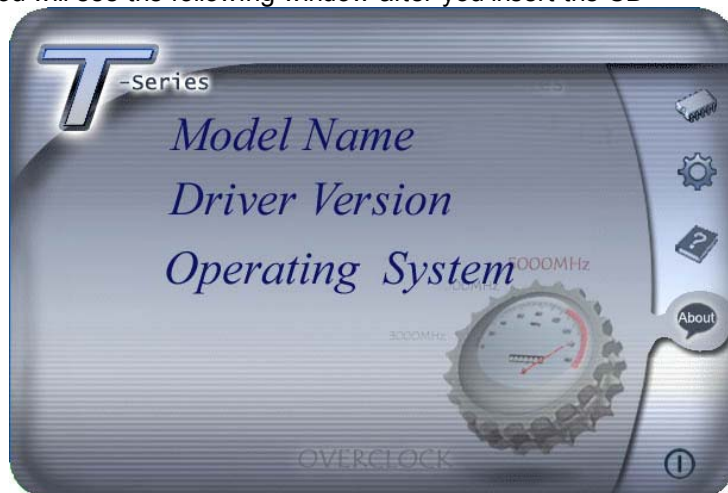 ou will see the following window after you insert the CD
T-Series
Model Name
Driver Version
Operating System
5000MHz
3000MHz
About
OVERCLOCK